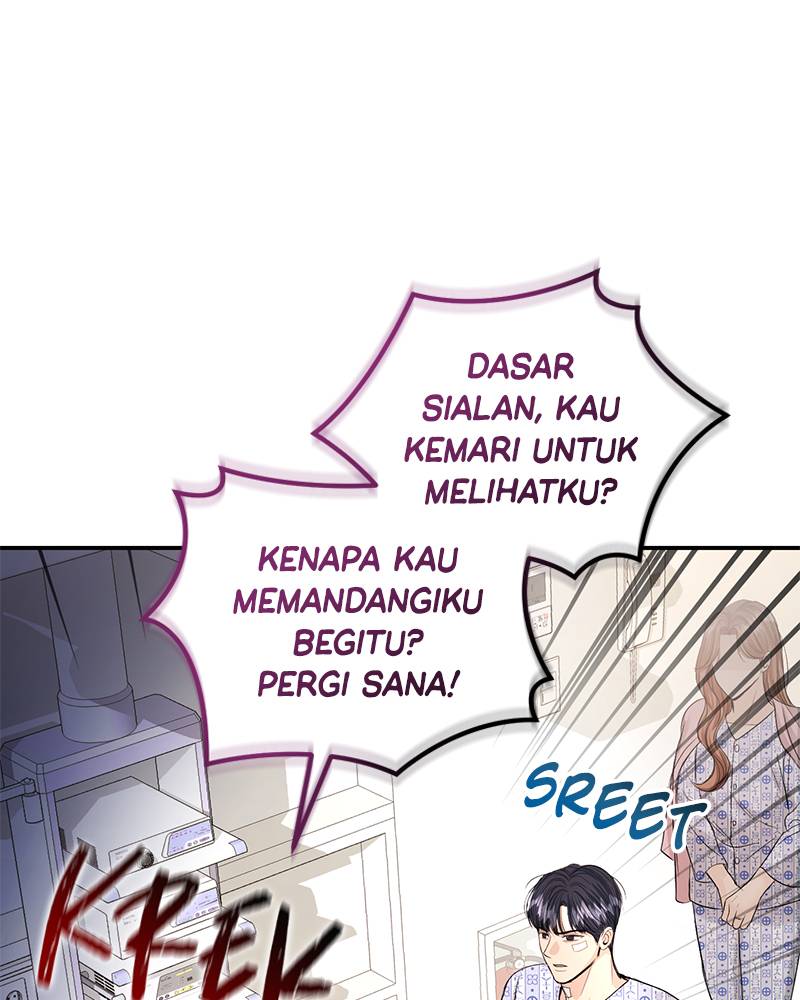 DASAR
SIALAN, KAU
KEMARI UNTUK
MELIHATKU?
KENAPA KAU
MEMANDANGIKU
BEGITU?
PERGI SANA!
SREET
KREK